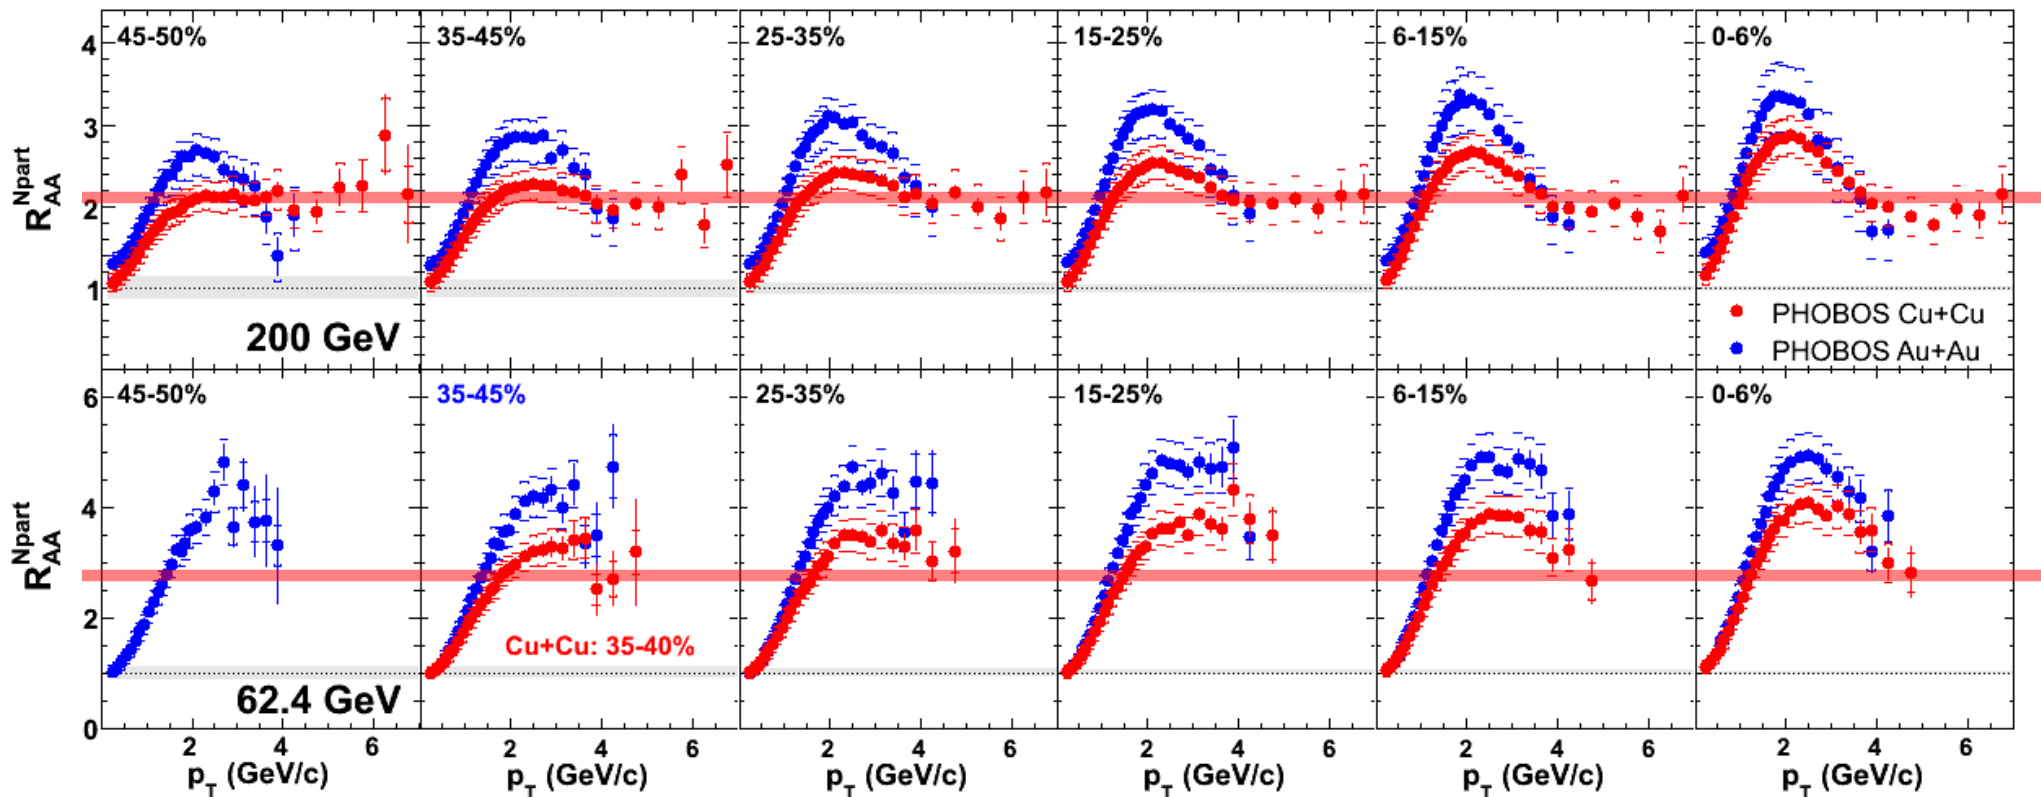 45-50% 35-45% 25-35% 15-25% 6-15% 0-6%
4
3
2
1
R_AA^Npart
200 GeV
PHOBOS Cu+Cu
PHOBOS Au+Au
45-50% 35-45% 25-35% 15-25% 6-15% 0-6%
6
4
2
0
R_AA^Npart
Cu+Cu: 35-40%
62.4 GeV
2 4 6 2 4 6 2 4 6 2 4 6 2 4 6 2 4 6
p_T (GeV/c) p_T (GeV/c) p_T (GeV/c) p_T (GeV/c) p_T (GeV/c) p_T (GeV/c)